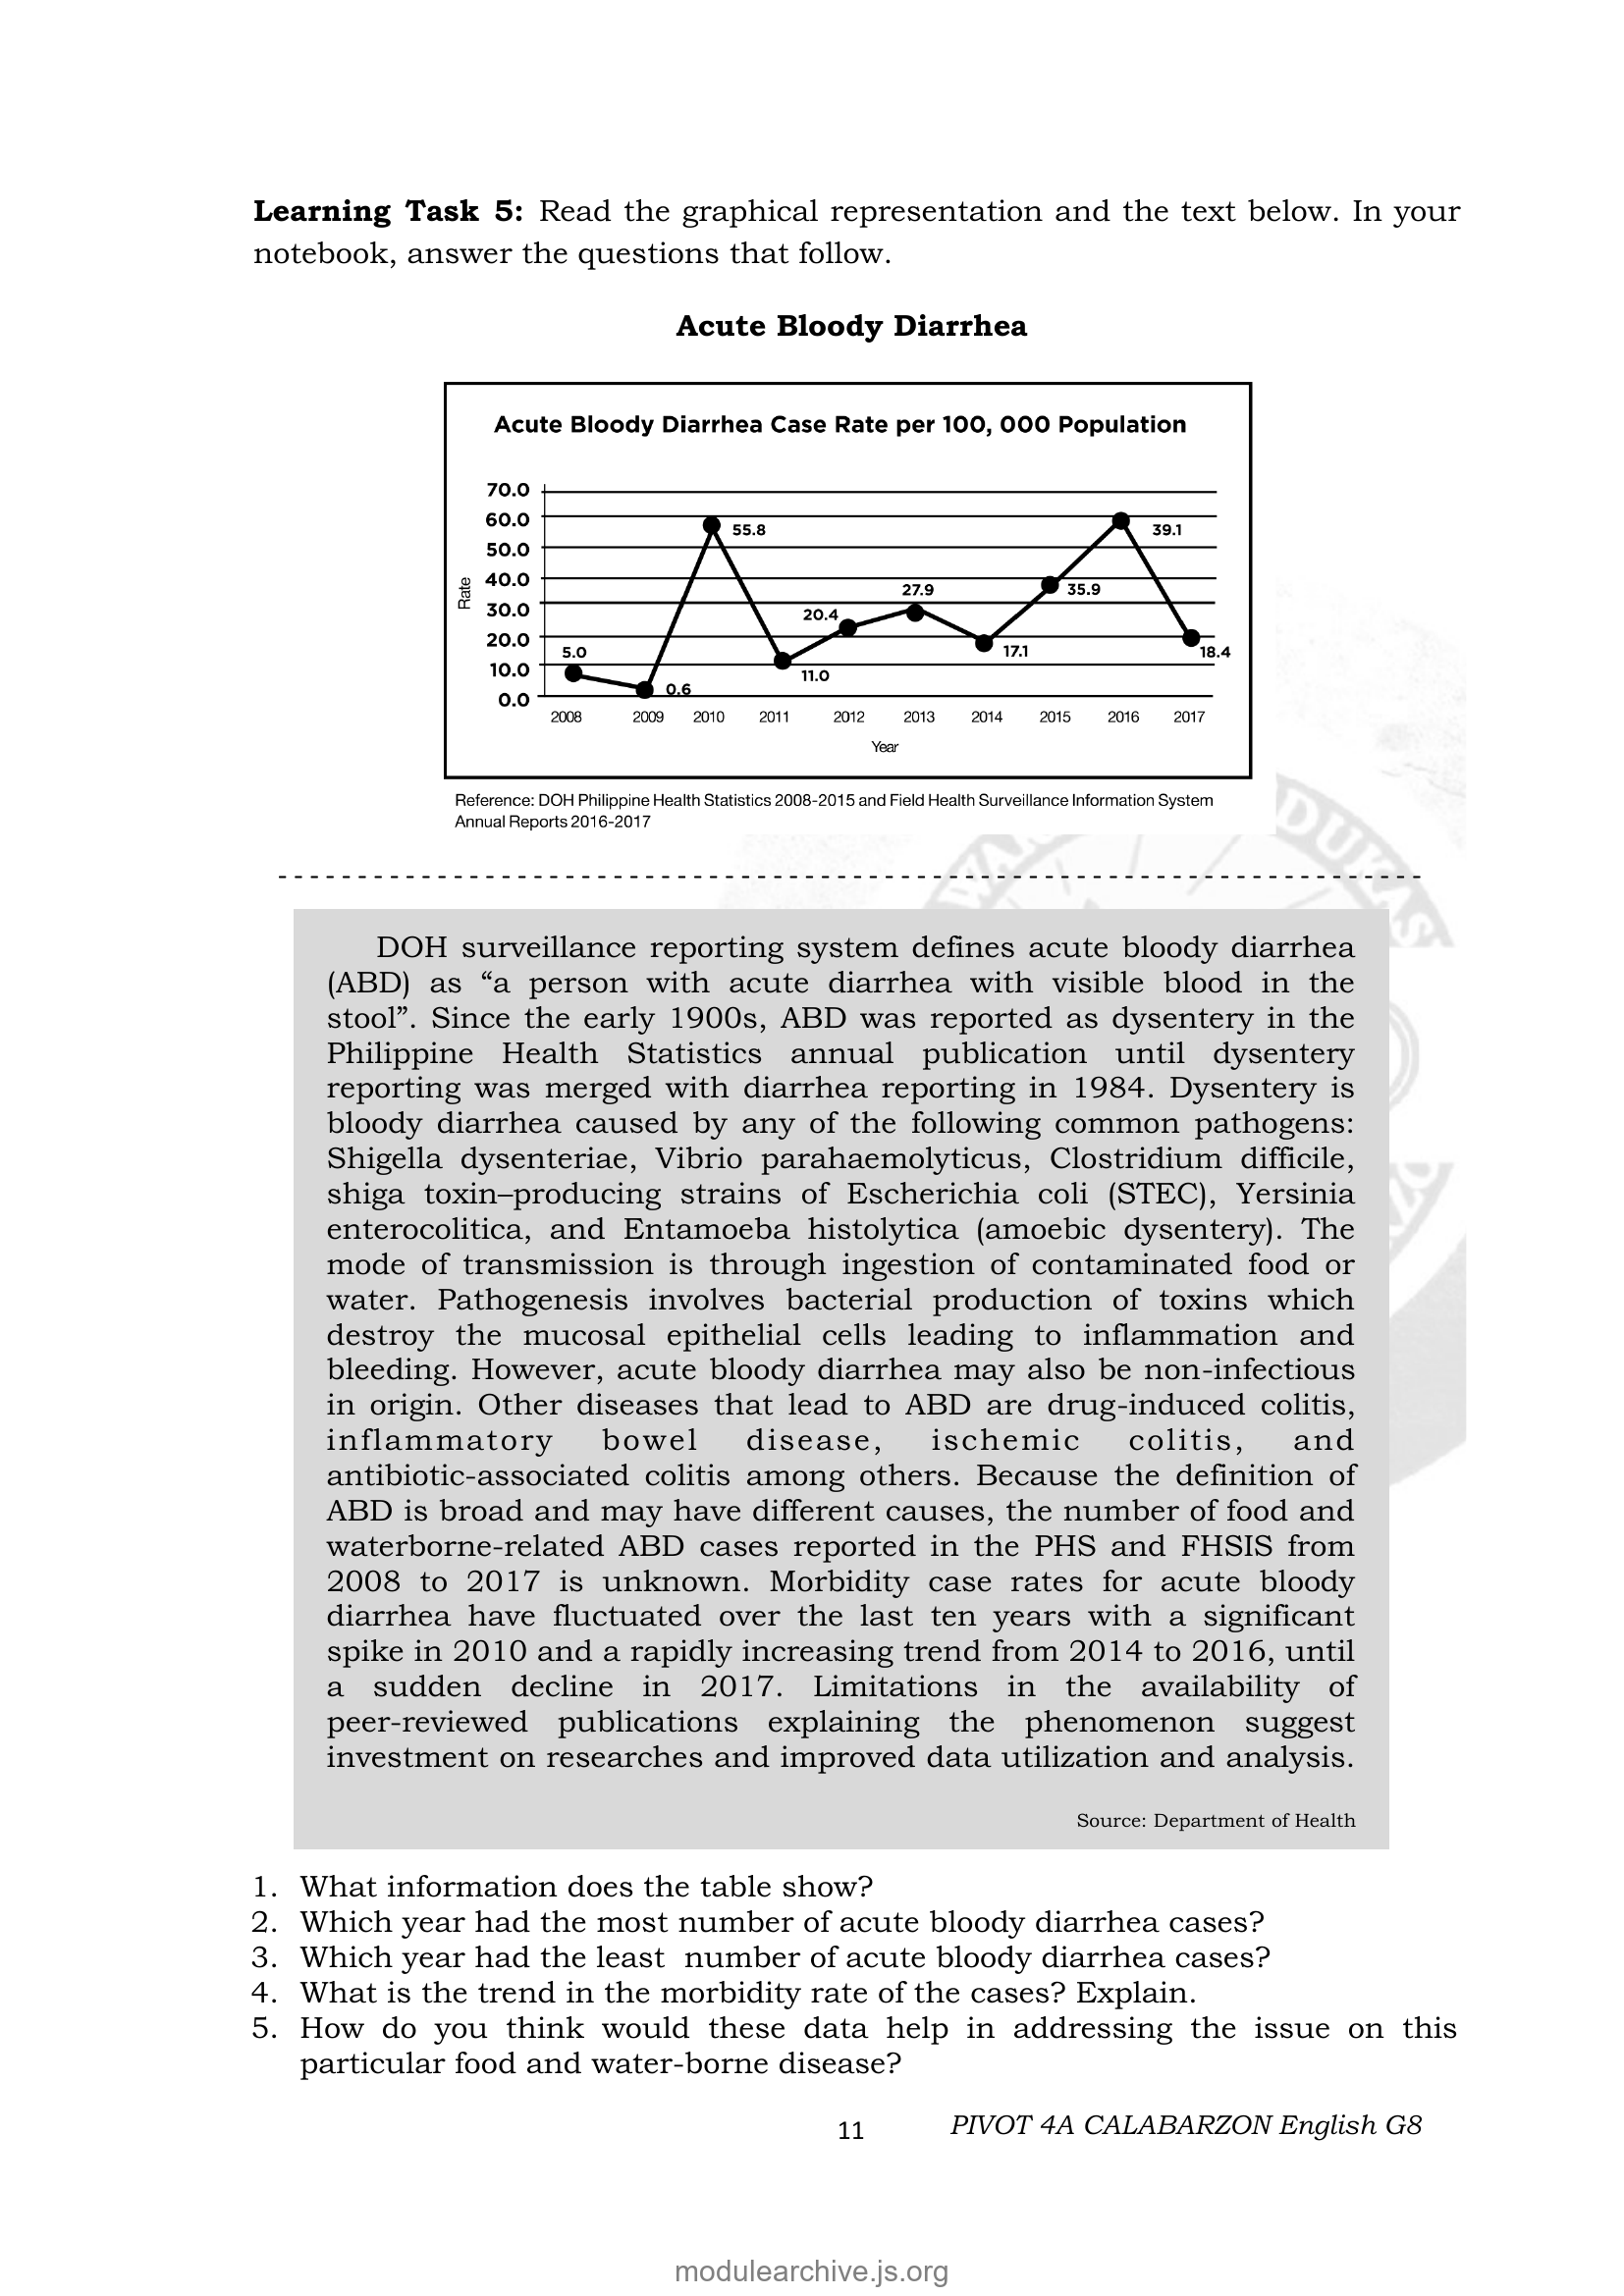 Learning Task 5: Read the graphical representation and the text below. In your
notebook, answer the questions that follow.
Acute Bloody Diarrhea
Acute Bloody Diarrhea Case Rate per 100, 000 Population
70.0
60.0
50.0
40.0
30.0
20.0
10.0
0.0
Rate
5.0
0.6
55.8
11.0
20.4
27.9
17.1
35.9
39.1
18.4
2008 2009 2010 2011 2012 2013 2014 2015 2016 2017
Year
Reference: DOH Philippine Health Statistics 2008-2015 and Field Health Surveillance Information System
Annual Reports 2016-2017
DUKAS
DOH surveillance reporting system defines acute bloody diarrhea
(ABD) as “a person with acute diarrhea with visible blood in the
stool”. Since the early 1900s, ABD was reported as dysentery in the
Philippine Health Statistics annual publication until dysentery
reporting was merged with diarrhea reporting in 1984. Dysentery is
bloody diarrhea caused by any of the following common pathogens:
Shigella dysenteriae, Vibrio parahaemolyticus, Clostridium difficile,
shiga toxin–producing strains of Escherichia coli (STEC), Yersinia
enterocolitica, and Entamoeba histolytica (amoebic dysentery). The
mode of transmission is through ingestion of contaminated food or
water. Pathogenesis involves bacterial production of toxins which
destroy the mucosal epithelial cells leading to inflammation and
bleeding. However, acute bloody diarrhea may also be non-infectious
in origin. Other diseases that lead to ABD are drug-induced colitis,
inflammatory bowel disease, ischemic colitis, and
antibiotic-associated colitis among others. Because the definition of
ABD is broad and may have different causes, the number of food and
waterborne-related ABD cases reported in the PHS and FHSIS from
2008 to 2017 is unknown. Morbidity case rates for acute bloody
diarrhea have fluctuated over the last ten years with a significant
spike in 2010 and a rapidly increasing trend from 2014 to 2016, until
a sudden decline in 2017. Limitations in the availability of
peer-reviewed publications explaining the phenomenon suggest
investment on researches and improved data utilization and analysis.
Source: Department of Health
1. What information does the table show?
2. Which year had the most number of acute bloody diarrhea cases?
3. Which year had the least number of acute bloody diarrhea cases?
4. What is the trend in the morbidity rate of the cases? Explain.
5. How do you think would these data help in addressing the issue on this
particular food and water-borne disease?
11 PIVOT 4A CALABARZON English G8
modulearchive.js.org